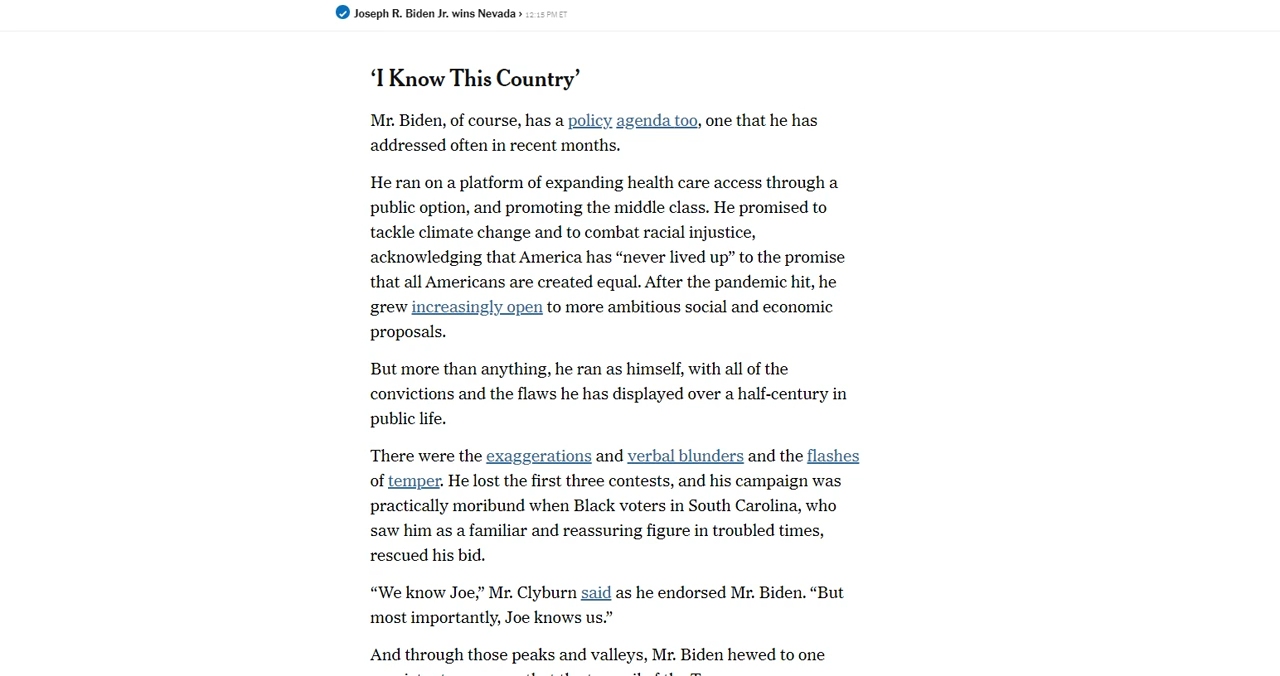 Joseph R. Biden Jr. wins Nevada › 12:15 PM ET
‘I Know This Country’
Mr. Biden, of course, has a policy agenda too, one that he has
addressed often in recent months.
He ran on a platform of expanding health care access through a
public option, and promoting the middle class. He promised to
tackle climate change and to combat racial injustice,
acknowledging that America has “never lived up” to the promise
that all Americans are created equal. After the pandemic hit, he
grew increasingly open to more ambitious social and economic
proposals.
But more than anything, he ran as himself, with all of the
convictions and the flaws he has displayed over a half-century in
public life.
There were the exaggerations and verbal blunders and the flashes
of temper. He lost the first three contests, and his campaign was
practically moribund when Black voters in South Carolina, who
saw him as a familiar and reassuring figure in troubled times,
rescued his bid.
“We know Joe,” Mr. Clyburn said as he endorsed Mr. Biden. “But
most importantly, Joe knows us.”
And through those peaks and valleys, Mr. Biden hewed to one